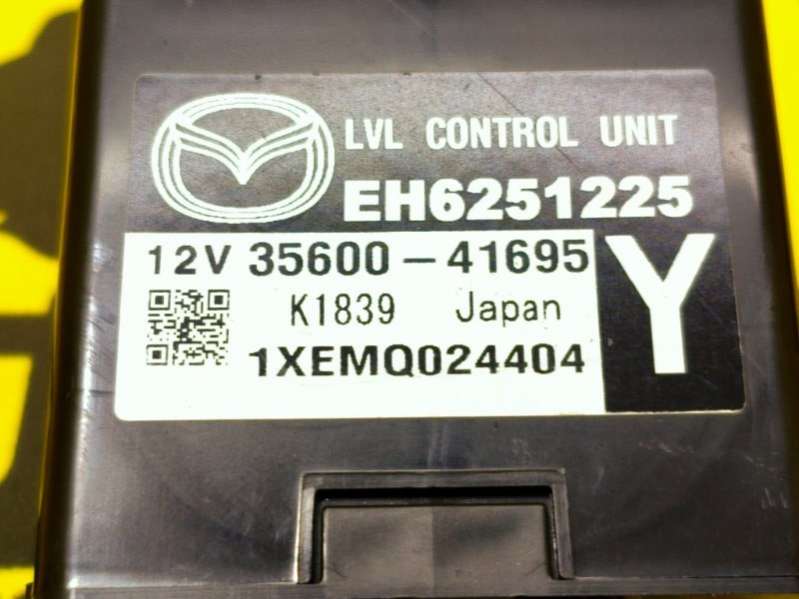 LVL CONTROL UNIT
EH6251225
12V 35600-41695
K1839 Japan
1XEMQ024404
Y